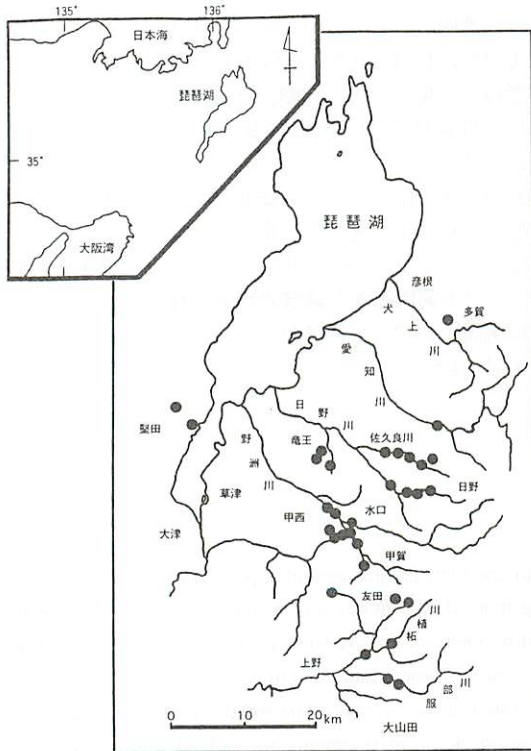 135°
136°
日本海
琵琶湖
35°
大阪湾
琵琶湖
彦根
多賀
犬上川
愛知川
堅田
日野川
竜王
佐久良川
野洲川
草津
日野
水口
甲西
大津
甲賀
友田
柘植川
上野
服部川
0 20
km
大山田